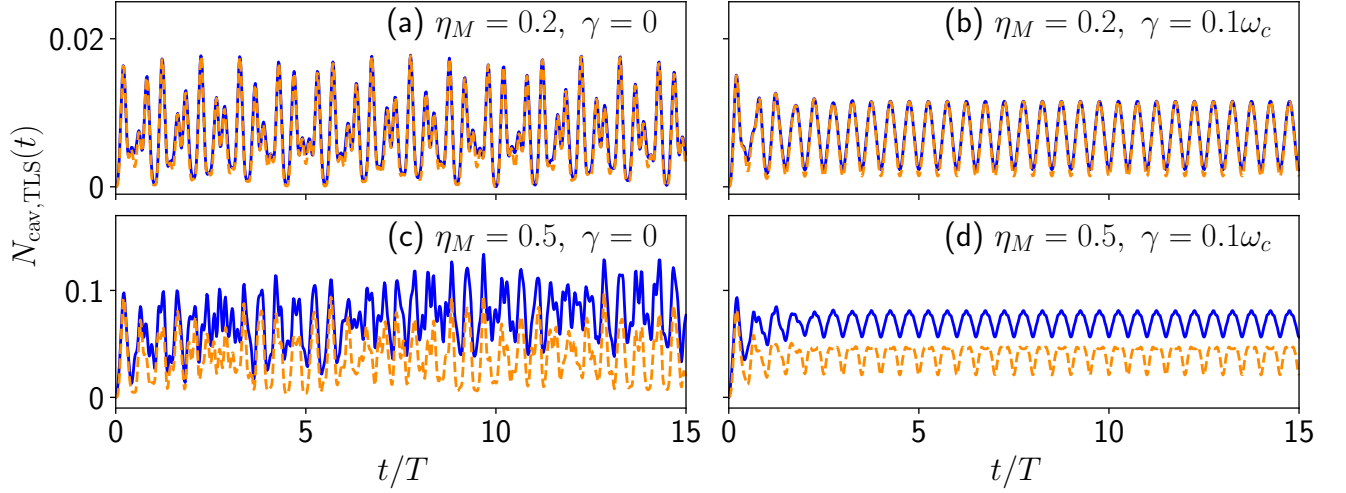 (a) η_M = 0.2, γ = 0
(b) η_M = 0.2, γ = 0.1ω_c
0.02
0
N_cav,TLS(t)
(c) η_M = 0.5, γ = 0
(d) η_M = 0.5, γ = 0.1ω_c
0.1
0
0 5 10 15
0 5 10 15
t/T
t/T